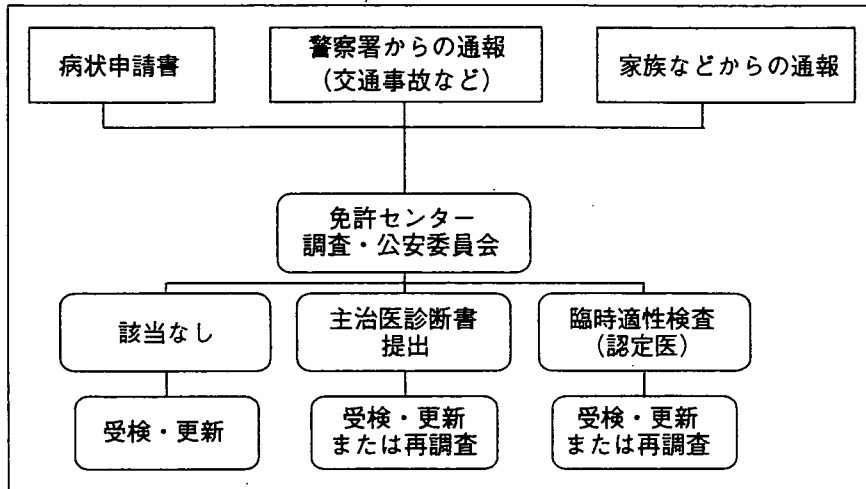 病状申請書
警察署からの通報
(交通事故など)
家族などからの通報
免許センター
調査・公安委員会
該当なし
主治医診断書
提出
臨時適性検査
(認定医)
受検・更新
受検・更新
または再調査
受検・更新
または再調査